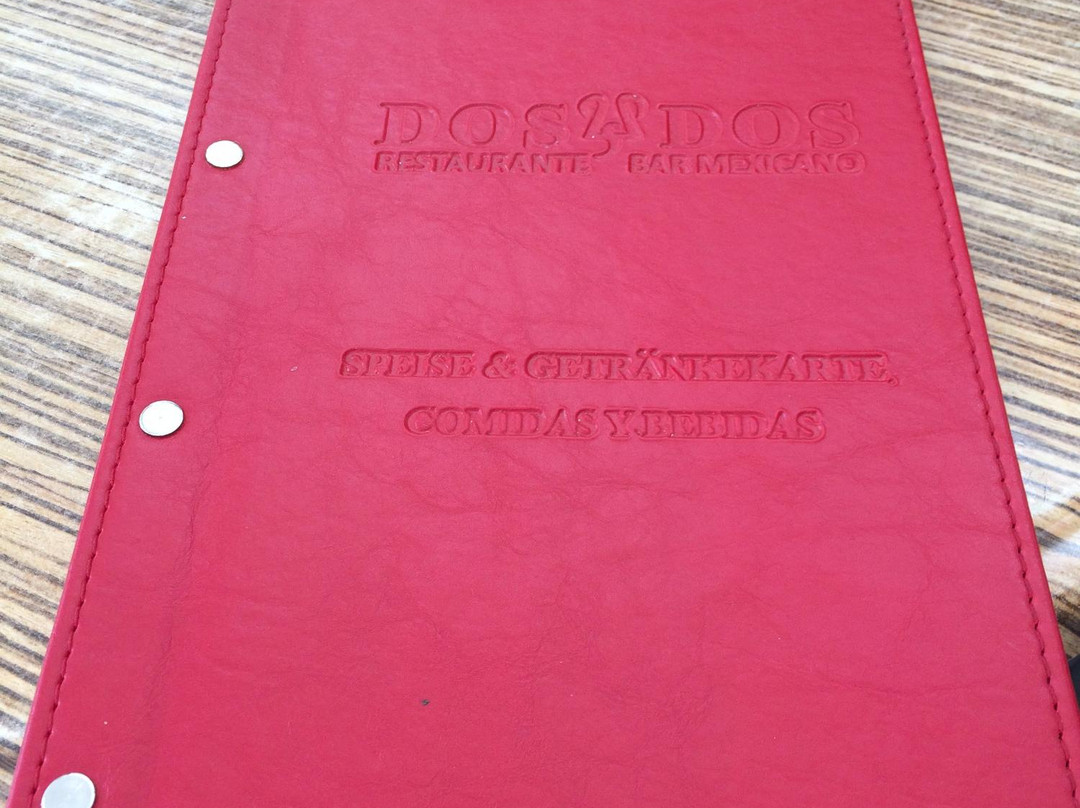 DOS A DOS
RESTAURANTE BAR MEXICANO
SPEISE & GETRÄNKEKARTE,
COMIDAS Y BEBIDAS